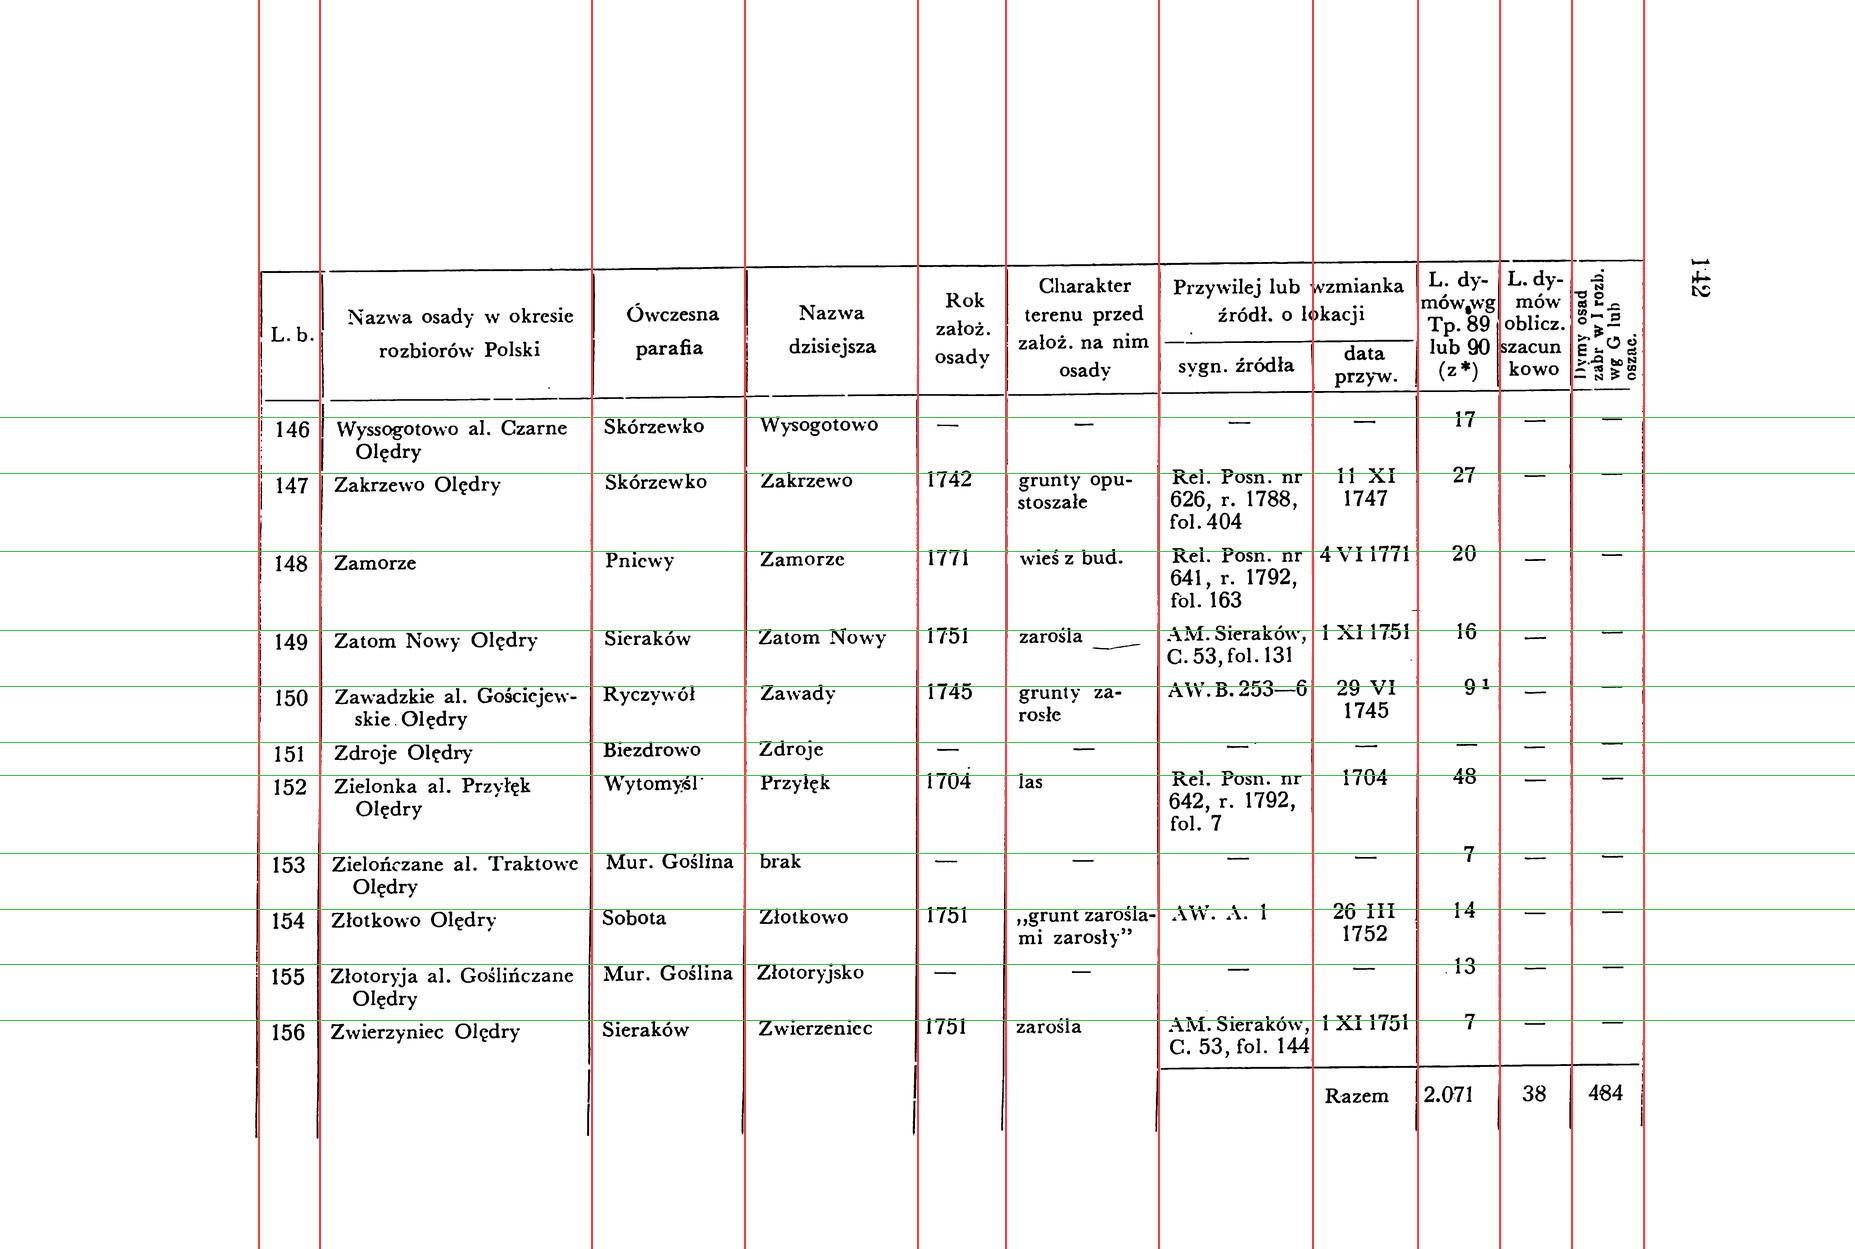 142
L. b.
Nazwa osady w okresie
rozbiorów Polski
Ówczesna
parafia
Nazwa
dzisiejsza
Rok
założ.
osady
Charakter
terenu przed
założ. na nim
osady
Przywilej lub wzmianka
źródł. o lokacji
sygn. źródła
data
przyw.
L. dy-
mów wg
Tp. 89
lub 90
(z*)
L. dy-
mów
oblicz.
szacun
kowo
Dymy osad
zabr w I rozb.
wg G lub
oszac.
146 Wyssogotowo al. Czarne Skórzewko Wysogotowo — — — — 17 — —
Olędry
147 Zakrzewo Olędry Skórzewko Zakrzewo 1742 grunty opu- Rel. Posn. nr 11 XI 27 — —
stoszałe 626, r. 1788, 1747
fol. 404
148 Zamorze Pniewy Zamorze 1771 wieś z bud. Rel. Posn. nr 4 VI 1771 20 — —
641, r. 1792,
fol. 163
149 Zatom Nowy Olędry Sieraków Zatom Nowy 1751 zarośla AM. Sieraków, 1 XI 1751 16 — —
C. 53, fol. 131
150 Zawadzkie al. Gościejew- Ryczywół Zawady 1745 grunty za- AW. B. 253—6 29 VI 9 ¹ — —
skie Olędry rosłe 1745
151 Zdroje Olędry Biezdrowo Zdroje — — — — — — —
152 Zielonka al. Przyłęk Wytomyśl Przyłęk 1704 las Rel. Posn. nr 1704 48 — —
Olędry 642, r. 1792,
fol. 7
153 Zielończane al. Traktowe Mur. Goślina brak — — — — 7 — —
Olędry
154 Złotkowo Olędry Sobota Złotkowo 1751 „grunt zarośla- AW. A. 1 26 III 14 — —
mi zarosły” 1752
155 Złotoryja al. Goślińczane Mur. Goślina Złotoryjsko — — — — 13 — —
Olędry
156 Zwierzyniec Olędry Sieraków Zwierzeniec 1751 zarośla AM. Sieraków, 1 XI 1751 7 — —
C. 53, fol. 144
Razem 2.071 38 484